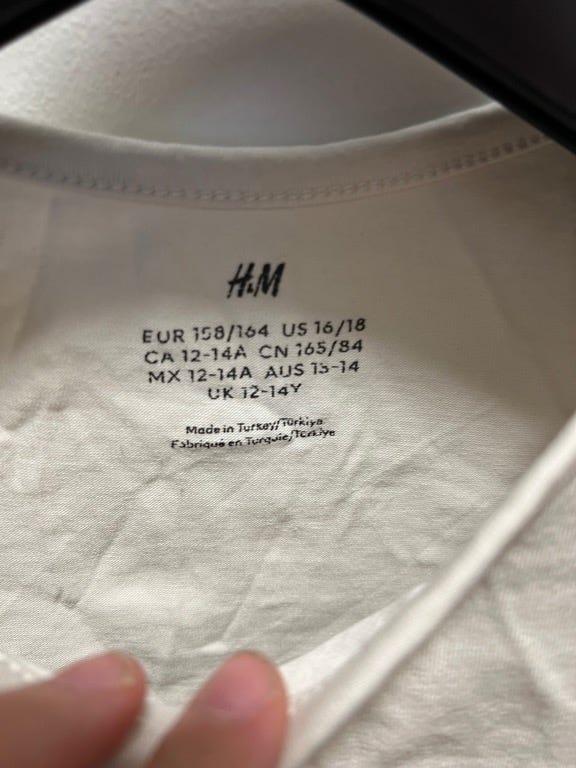 H&M
EUR 158/164 US 16/18
CA 12-14A CN 165/84
MX 12-14A AUS 13-14
UK 12-14Y
Made in Turkey/Türkiye
Fabriqué en Turquie/Türkiye